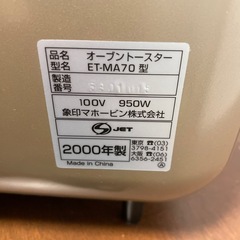 品名 オーブントースター
型名 ET-MA70 型
製造
番号
100V 950W
象印マホービン株式会社
JET
2000年製
Made in China
東京 ☎(03)
3798-4151
大阪 ☎(06)
6356-2451